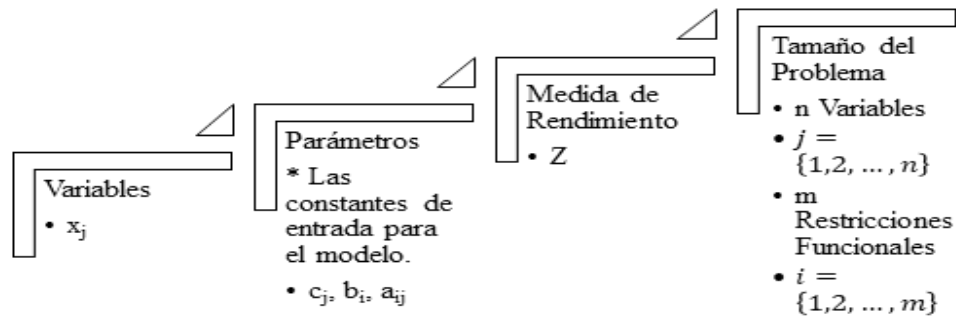 Variables
• xj
Parámetros
* Las
constantes de
entrada para
el modelo.
• cj, bi, aij
Medida de
Rendimiento
• Z
Tamaño del
Problema
• n Variables
• j =
{1,2, ... , n}
• m
Restricciones
Funcionales
• i =
{1,2, ... , m}